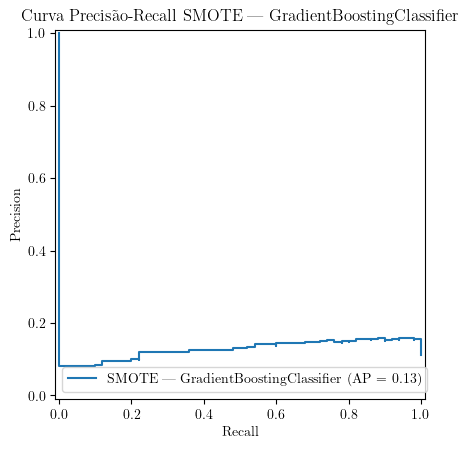 Curva Precisão-Recall SMOTE — GradientBoostingClassifier
1.0
0.8
0.6
0.4
0.2
0.0
Precision
SMOTE — GradientBoostingClassifier (AP = 0.13)
0.0 0.2 0.4 0.6 0.8 1.0
Recall